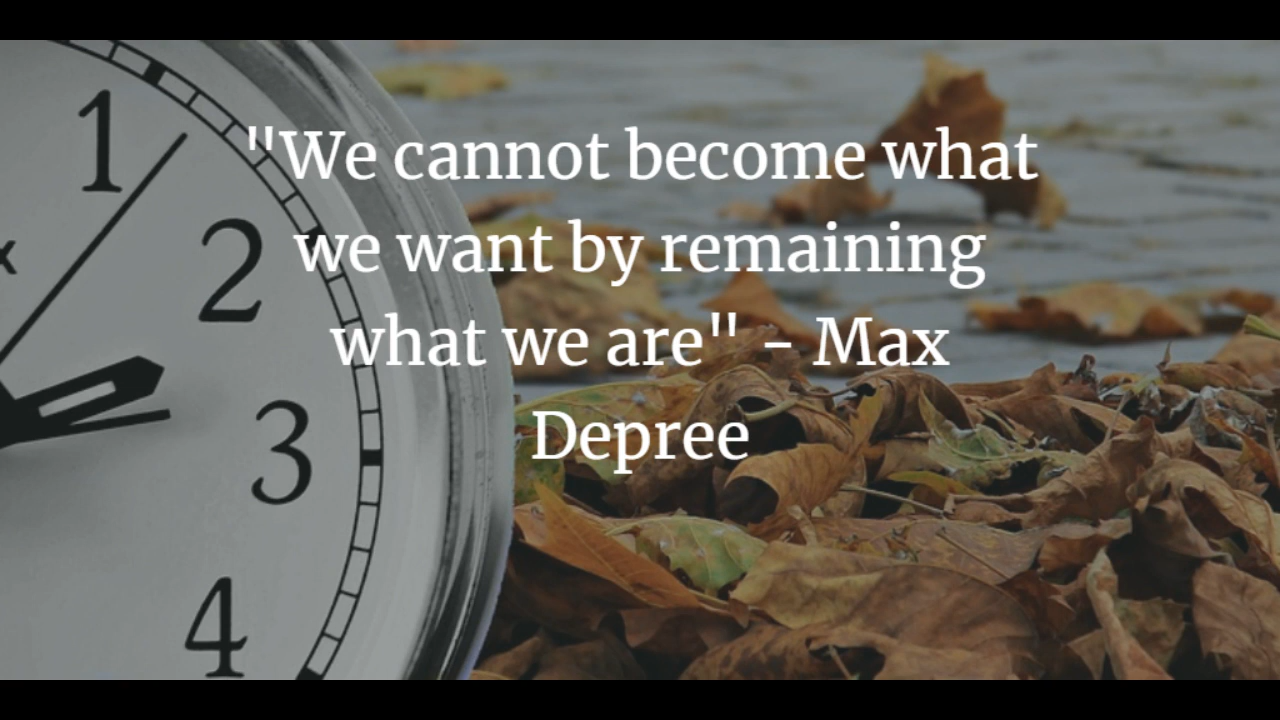 1
2
3
4
"We cannot become what
we want by remaining
what we are" - Max
Depree